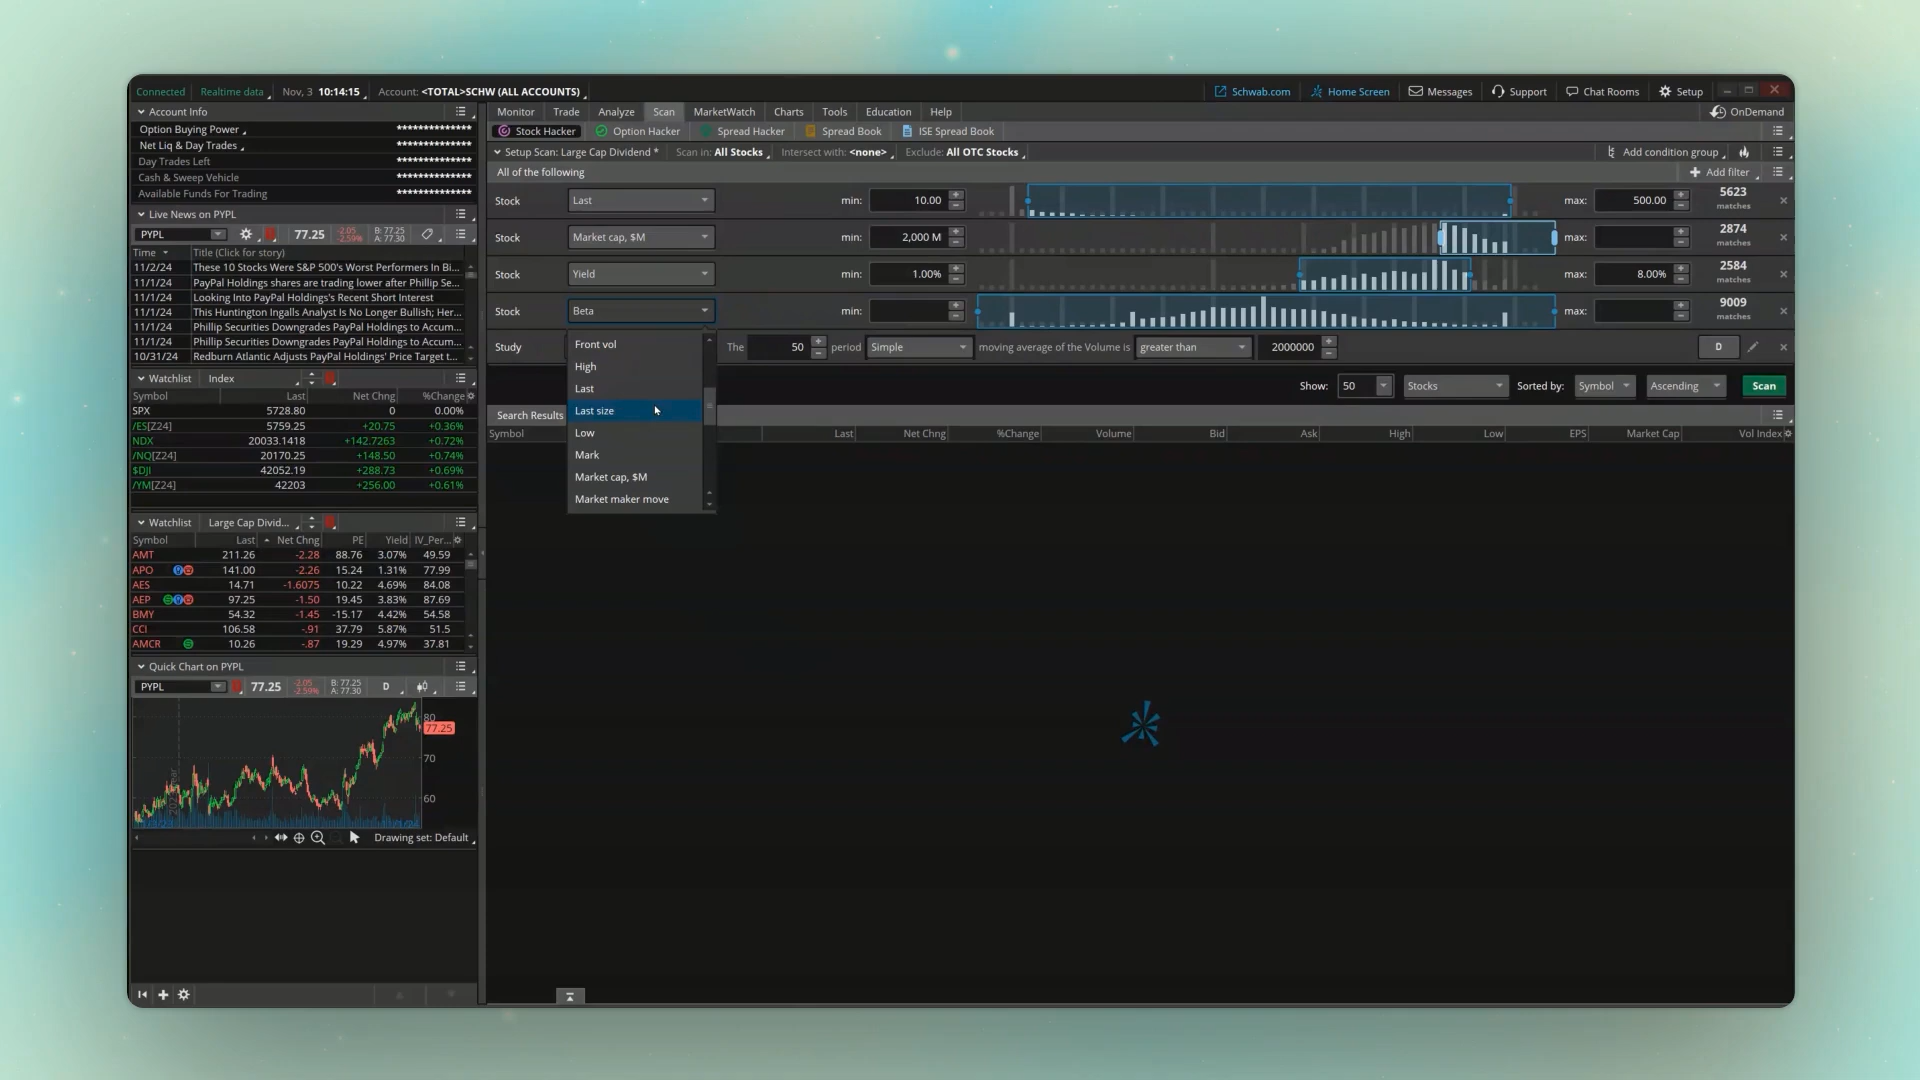 Connected Realtime data Nov, 3 10:14:15 Account: <TOTAL>SCHW (ALL ACCOUNTS) Schwab.com Home Screen Messages Support Chat Rooms Setup
Account Info
Option Buying Power **************
Net Liq & Day Trades **************
Day Trades Left **************
Cash & Sweep Vehicle **************
Available Funds For Trading **************
Live News on PYPL
PYPL 77.25 -2.05 -2.59% B: 77.25 A: 77.30
Time Title (Click for story)
11/2/24 These 10 Stocks Were S&P 500's Worst Performers In Bi...
11/1/24 PayPal Holdings shares are trading lower after Phillip Se...
11/1/24 Looking Into PayPal Holdings's Recent Short Interest
11/1/24 This Huntington Ingalls Analyst Is No Longer Bullish; Her...
11/1/24 Phillip Securities Downgrades PayPal Holdings to Accum...
11/1/24 Phillip Securities Downgrades PayPal Holdings to Accum...
10/31/24 Redburn Atlantic Adjusts PayPal Holdings' Price Target t...
Watchlist Index
Symbol Last Net Chng %Change
SPX 5728.80 0 0.00%
/ES[Z24] 5759.25 +20.75 +0.36%
NDX 20033.1418 +142.7263 +0.72%
/NQ[Z24] 20170.25 +148.50 +0.74%
$DJI 42052.19 +288.73 +0.69%
/YM[Z24] 42203 +256.00 +0.61%
Watchlist Large Cap Divid...
Symbol Last Net Chng PE Yield IV_Per...
AMT 211.26 -2.28 88.76 3.07% 49.59
APO 141.00 -2.26 15.24 1.31% 77.99
AES 14.71 -1.6075 10.22 4.69% 84.08
AEP 97.25 -1.50 19.45 3.83% 87.69
BMY 54.32 -1.45 -15.17 4.42% 54.58
CCI 106.58 -.91 37.79 5.87% 51.5
AMCR 10.26 -.87 19.29 4.97% 37.81
Quick Chart on PYPL
PYPL 77.25 -2.05 -2.59% B: 77.25 A: 77.30 D
80
77.25
70
60
Drawing set: Default
Monitor Trade Analyze Scan MarketWatch Charts Tools Education Help OnDemand
Stock Hacker Option Hacker Spread Hacker Spread Book ISE Spread Book
Setup Scan: Large Cap Dividend * Scan in: All Stocks Intersect with: <none> Exclude: All OTC Stocks Add condition group
All of the following Add filter
Stock Last min: 10.00 max: 500.00 5623 matches
Stock Market cap, $M min: 2,000 M max: 2874 matches
Stock Yield min: 1.00% max: 8.00% 2584 matches
Stock Beta min: max: 9009 matches
Study The 50 period Simple moving average of the Volume is greater than 2000000 D
Front vol
High
Last
Last size
Low
Mark
Market cap, $M
Market maker move
Show: 50 Stocks Sorted by: Symbol Ascending Scan
Search Results
Symbol Last Net Chng %Change Volume Bid Ask High Low EPS Market Cap Vol Index